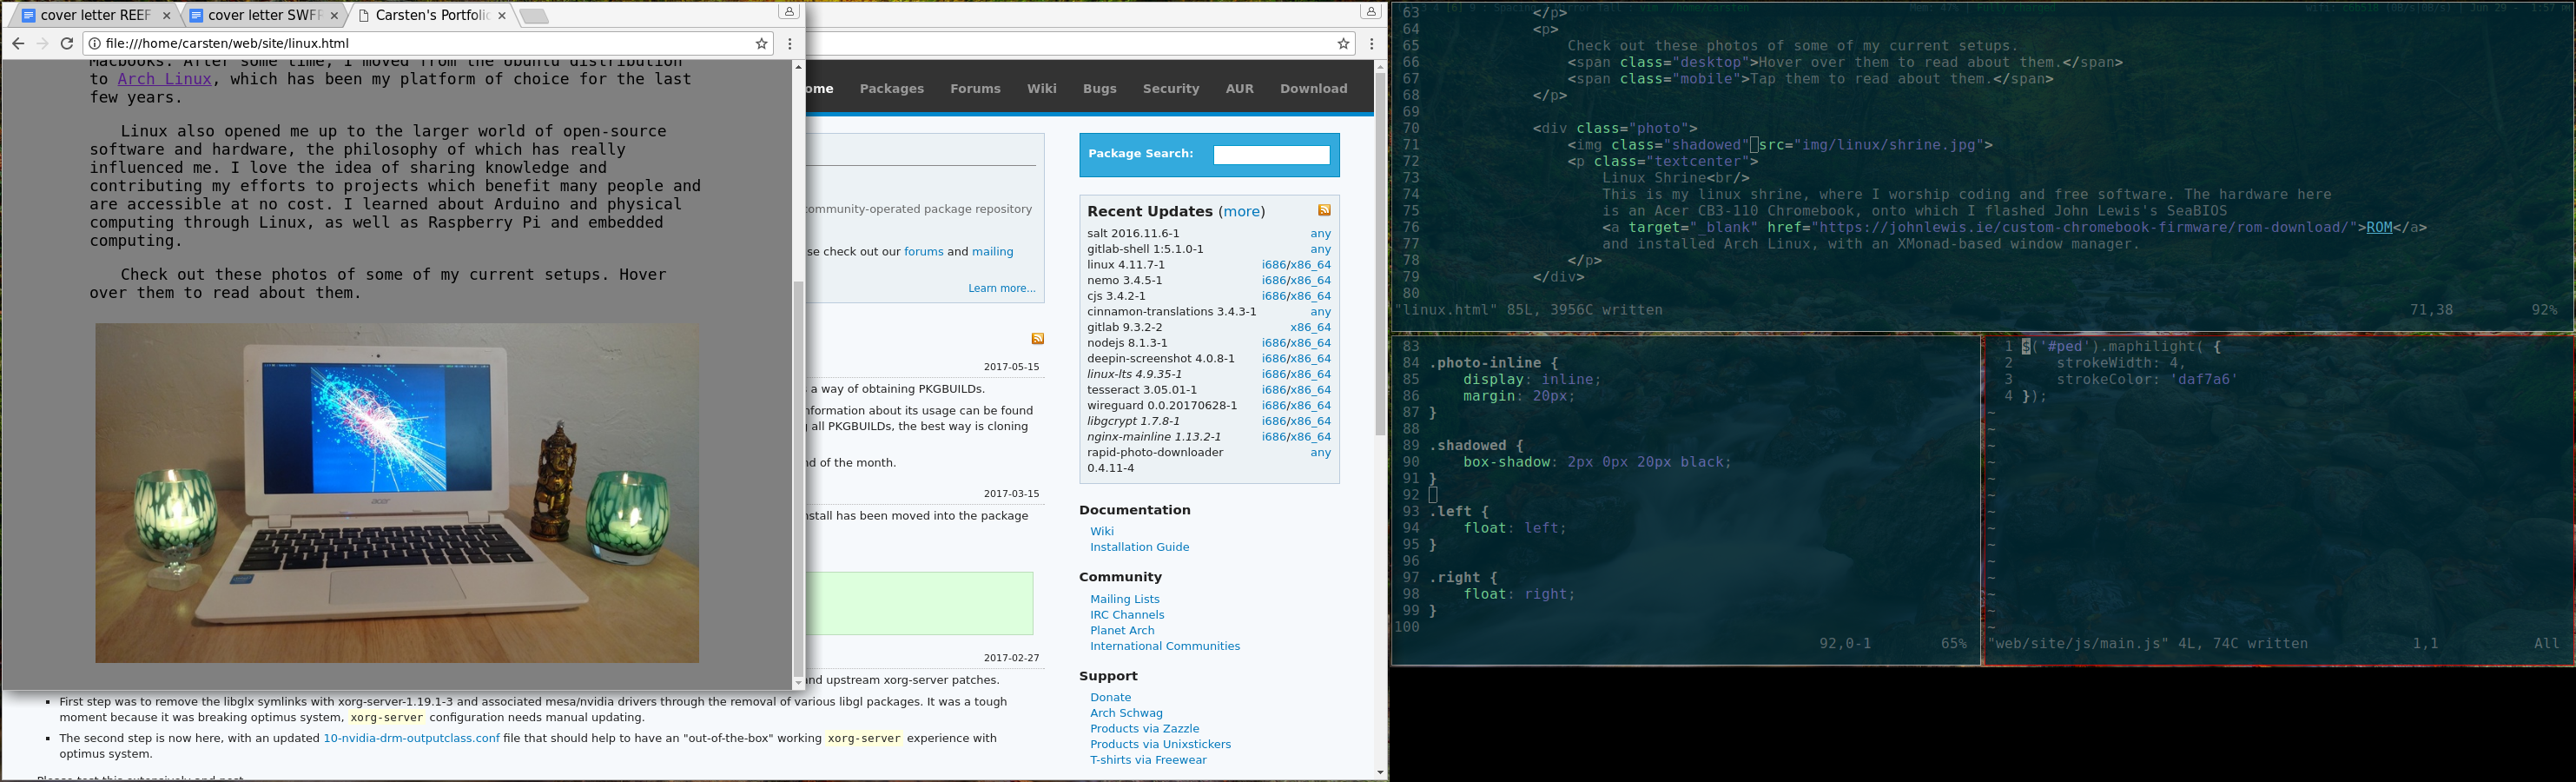 cover letter REEF
cover letter SWFR
Carsten's Portfolio
file:///home/carsten/web/site/linux.html
Macbooks. After some time, I moved from the Ubuntu distribution
to Arch Linux, which has been my platform of choice for the last
few years.
Linux also opened me up to the larger world of open-source
software and hardware, the philosophy of which has really
influenced me. I love the idea of sharing knowledge and
contributing my efforts to projects which benefit many people and
are accessible at no cost. I learned about Arduino and physical
computing through Linux, as well as Raspberry Pi and embedded
computing.
Check out these photos of some of my current setups. Hover
over them to read about them.
acer
ome Packages Forums Wiki Bugs Security AUR Download
community-operated package repository
se check out our forums and mailing
Learn more...
2017-05-15
a way of obtaining PKGBUILDs.
nformation about its usage can be found
all PKGBUILDs, the best way is cloning
nd of the month.
2017-03-15
nstall has been moved into the package
2017-02-27
and upstream xorg-server patches.
▪ First step was to remove the libglx symlinks with xorg-server-1.19.1-3 and associated mesa/nvidia drivers through the removal of various libgl packages. It was a tough
moment because it was breaking optimus system, xorg-server configuration needs manual updating.
▪ The second step is now here, with an updated 10-nvidia-drm-outputclass.conf file that should help to have an "out-of-the-box" working xorg-server experience with
optimus system.
Please test this extensively and post
Package Search:
Recent Updates (more)
salt 2016.11.6-1 any
gitlab-shell 1:5.1.0-1 any
linux 4.11.7-1 i686/x86_64
nemo 3.4.5-1 i686/x86_64
cjs 3.4.2-1 i686/x86_64
cinnamon-translations 3.4.3-1 any
gitlab 9.3.2-2 x86_64
nodejs 8.1.3-1 i686/x86_64
deepin-screenshot 4.0.8-1 i686/x86_64
linux-lts 4.9.35-1 i686/x86_64
tesseract 3.05.01-1 i686/x86_64
wireguard 0.0.20170628-1 i686/x86_64
libgcrypt 1.7.8-1 i686/x86_64
nginx-mainline 1.13.2-1 i686/x86_64
rapid-photo-downloader any
0.4.11-4
Documentation
Wiki
Installation Guide
Community
Mailing Lists
IRC Channels
Planet Arch
International Communities
Support
Donate
Arch Schwag
Products via Zazzle
Products via Unixstickers
T-shirts via Freewear
63 </p>
64 <p>
65 Check out these photos of some of my current setups.
66 <span class="desktop">Hover over them to read about them.</span>
67 <span class="mobile">Tap them to read about them.</span>
68 </p>
69
70 <div class="photo">
71 <img class="shadowed" src="img/linux/shrine.jpg">
72 <p class="textcenter">
73 Linux Shrine<br/>
74 This is my linux shrine, where I worship coding and free software. The hardware here
75 is an Acer CB3-110 Chromebook, onto which I flashed John Lewis's SeaBIOS
76 <a target="_blank" href="https://johnlewis.ie/custom-chromebook-firmware/rom-download/">ROM</a>
77 and installed Arch Linux, with an XMonad-based window manager.
78 </p>
79 </div>
80
"linux.html" 85L, 3956C written 71,38 92%
83
84 .photo-inline {
85 display: inline;
86 margin: 20px;
87 }
88
89 .shadowed {
90 box-shadow: 2px 0px 20px black;
91 }
92
93 .left {
94 float: left;
95 }
96
97 .right {
98 float: right;
99 }
100
92,0-1 65%
1 $('#ped').maphilight( {
2 strokeWidth: 4,
3 strokeColor: 'daf7a6'
4 });
~
~
~
~
~
~
~
~
~
~
~
~
~
~
"web/site/js/main.js" 4L, 74C written 1,1 All